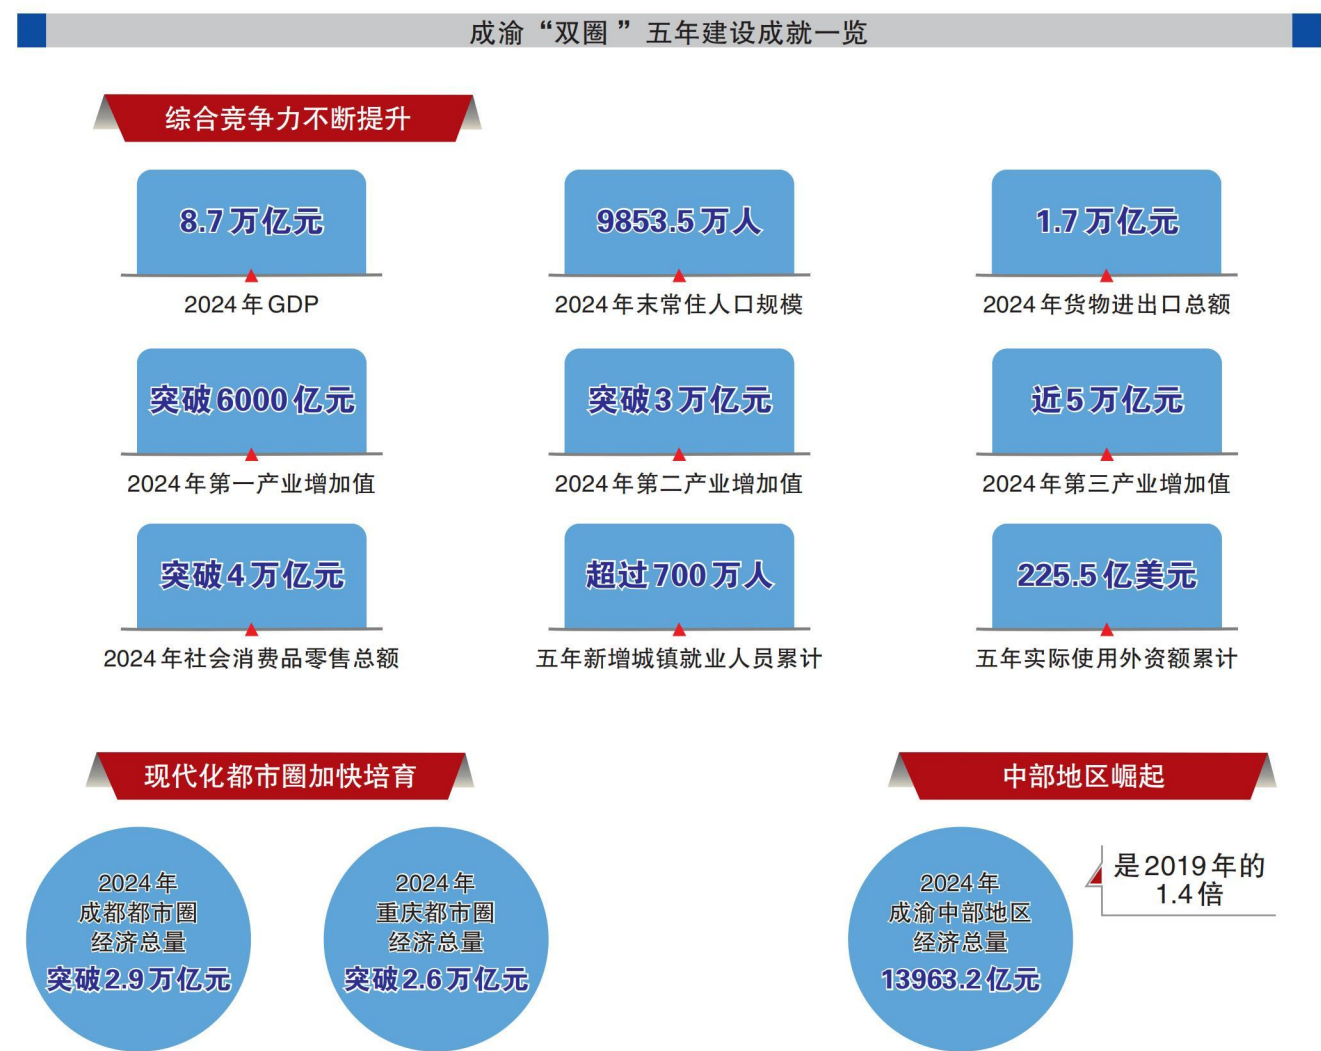 成渝“双圈”五年建设成就一览
综合竞争力不断提升
8.7万亿元
2024年GDP
9853.5万人
2024年末常住人口规模
1.7万亿元
2024年货物进出口总额
突破6000亿元
2024年第一产业增加值
突破3万亿元
2024年第二产业增加值
近5万亿元
2024年第三产业增加值
突破4万亿元
2024年社会消费品零售总额
超过700万人
五年新增城镇就业人员累计
225.5亿美元
五年实际使用外资额累计
现代化都市圈加快培育
2024年
成都都市圈
经济总量
突破2.9万亿元
2024年
重庆都市圈
经济总量
突破2.6万亿元
中部地区崛起
2024年
成渝中部地区
经济总量
13963.2亿元
是2019年的
1.4倍